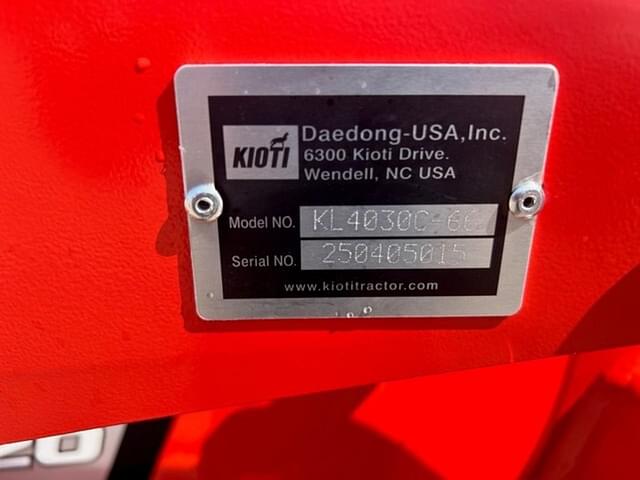 KIOTI
Daedong-USA,Inc.
6300 Kioti Drive.
Wendell, NC USA
Model NO. KL4030C-66
Serial NO. 250405015
www.kiotitractor.com
20